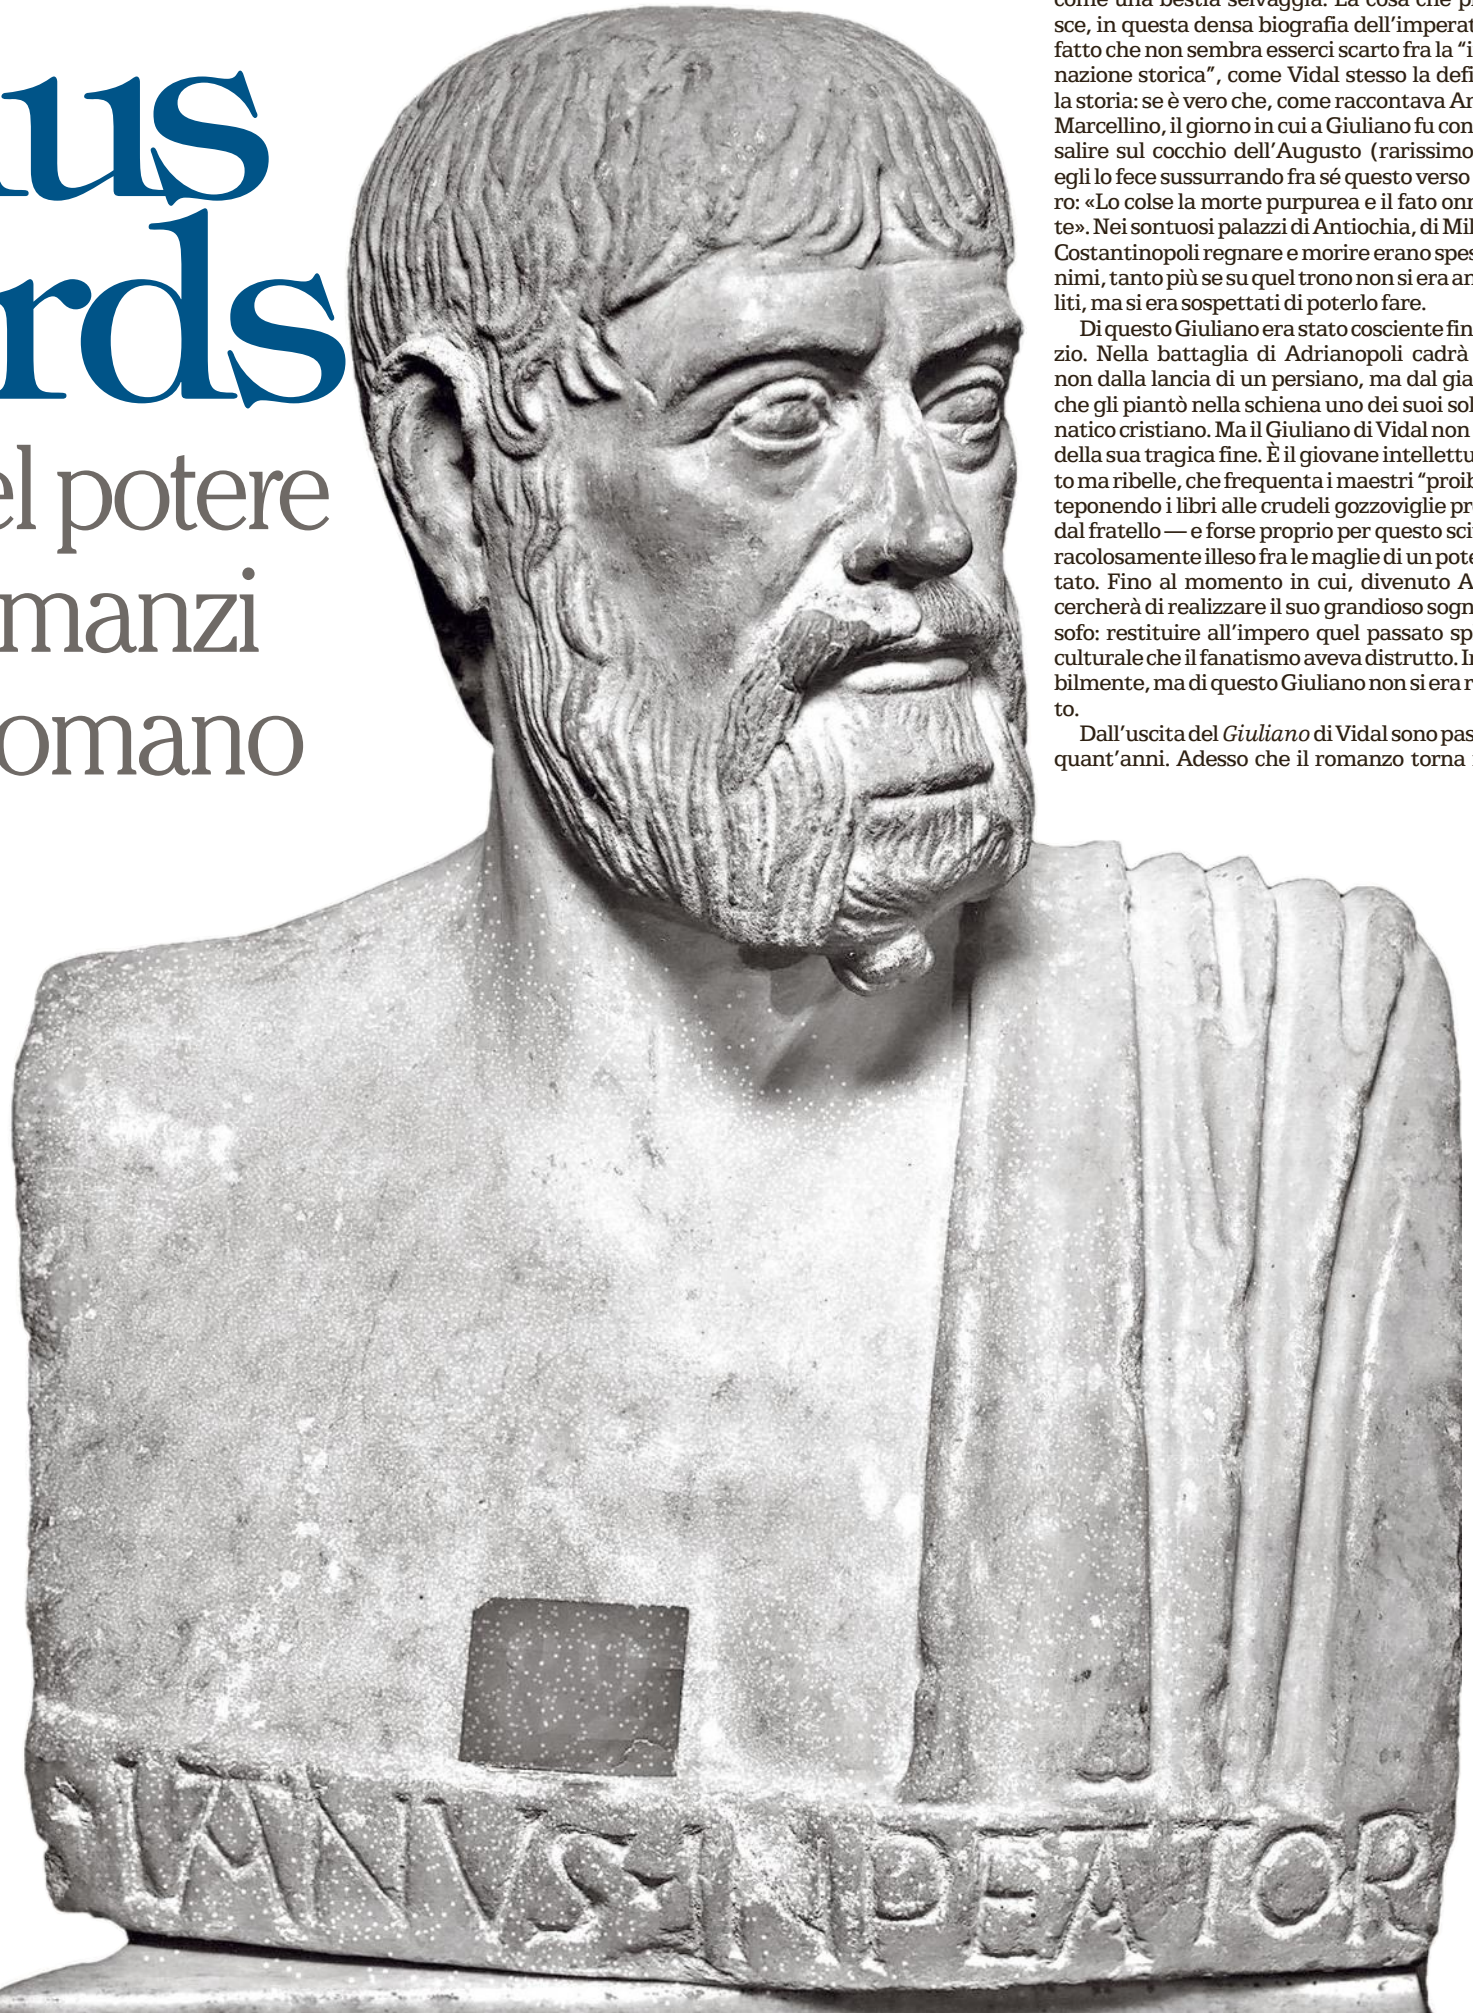 us
rds
el potere
manzi
omano
come una bestia selvaggia. La cosa che p
sce, in questa densa biografia dell'imperat
fatto che non sembra esserci scarto fra la “i
nazione storica”, come Vidal stesso la defi
la storia: se è vero che, come raccontava A
Marcellino, il giorno in cui a Giuliano fu con
salire sul cocchio dell'Augusto (rarissimo
egli lo fece sussurrando fra sé questo verso
ro: «Lo colse la morte purpurea e il fato on
te». Nei sontuosi palazzi di Antiochia, di Mil
Costantinopoli regnare e morire erano spes
nimi, tanto più se su quel trono non si era an
liti, ma si era sospettati di poterlo fare.
Di questo Giuliano era stato cosciente fin
zio. Nella battaglia di Adrianopoli cadrà
non dalla lancia di un persiano, ma dal gia
che gli piantò nella schiena uno dei suoi sol
natico cristiano. Ma il Giuliano di Vidal non
della sua tragica fine. È il giovane intellettu
to ma ribelle, che frequenta i maestri “proib
teponendo i libri alle crudeli gozzoviglie pr
dal fratello — e forse proprio per questo sci
racolosamente illeso fra le maglie di un pote
tato. Fino al momento in cui, divenuto A
cercherà di realizzare il suo grandioso sogn
sofo: restituire all'impero quel passato sp
culturale che il fanatismo aveva distrutto. I
bilmente, ma di questo Giuliano non si era r
to.
Dall'uscita del Giuliano di Vidal sono pas
quant'anni. Adesso che il romanzo torna
IANVS INPEATOR